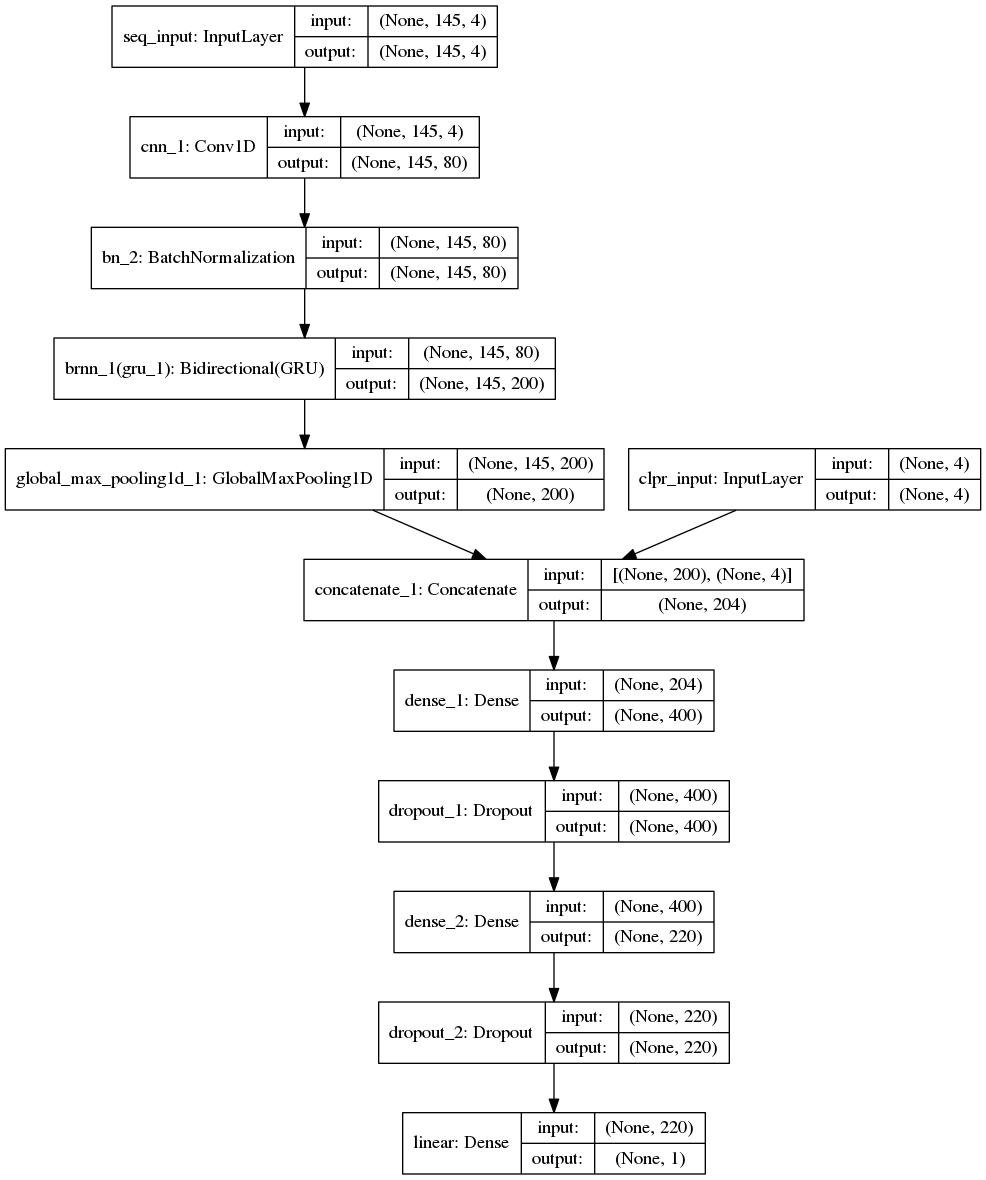 seq_input: InputLayer
input:
(None, 145, 4)
output:
(None, 145, 4)
cnn_1: Conv1D
input:
(None, 145, 4)
output:
(None, 145, 80)
bn_2: BatchNormalization
input:
(None, 145, 80)
output:
(None, 145, 80)
brnn_1(gru_1): Bidirectional(GRU)
input:
(None, 145, 80)
output:
(None, 145, 200)
global_max_pooling1d_1: GlobalMaxPooling1D
input:
(None, 145, 200)
output:
(None, 200)
clpr_input: InputLayer
input:
(None, 4)
output:
(None, 4)
concatenate_1: Concatenate
input:
[(None, 200), (None, 4)]
output:
(None, 204)
dense_1: Dense
input:
(None, 204)
output:
(None, 400)
dropout_1: Dropout
input:
(None, 400)
output:
(None, 400)
dense_2: Dense
input:
(None, 400)
output:
(None, 220)
dropout_2: Dropout
input:
(None, 220)
output:
(None, 220)
linear: Dense
input:
(None, 220)
output:
(None, 1)